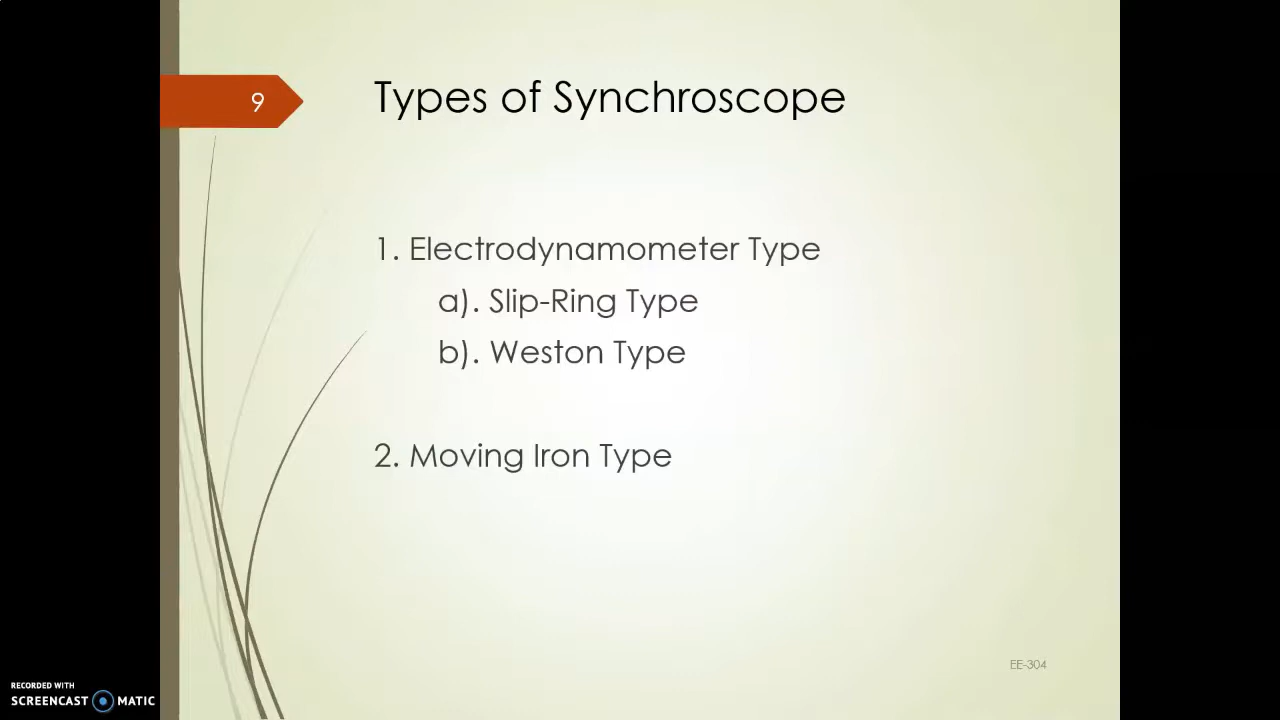 9
Types of Synchroscope
1. Electrodynamometer Type
a). Slip-Ring Type
b). Weston Type
2. Moving Iron Type
EE-304
RECORDED WITH
SCREENCAST MATIC